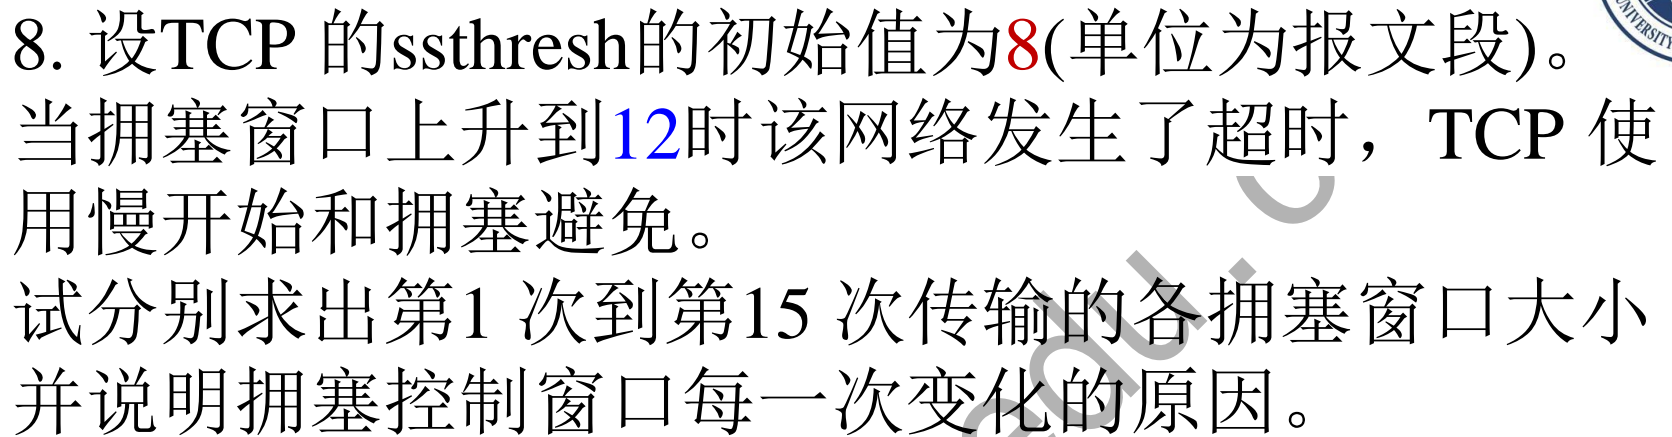 8. 设TCP 的ssthresh的初始值为8(单位为报文段)。
当拥塞窗口上升到12时该网络发生了超时，TCP 使
用慢开始和拥塞避免。
试分别求出第1 次到第15 次传输的各拥塞窗口大小
并说明拥塞控制窗口每一次变化的原因。
edu. c